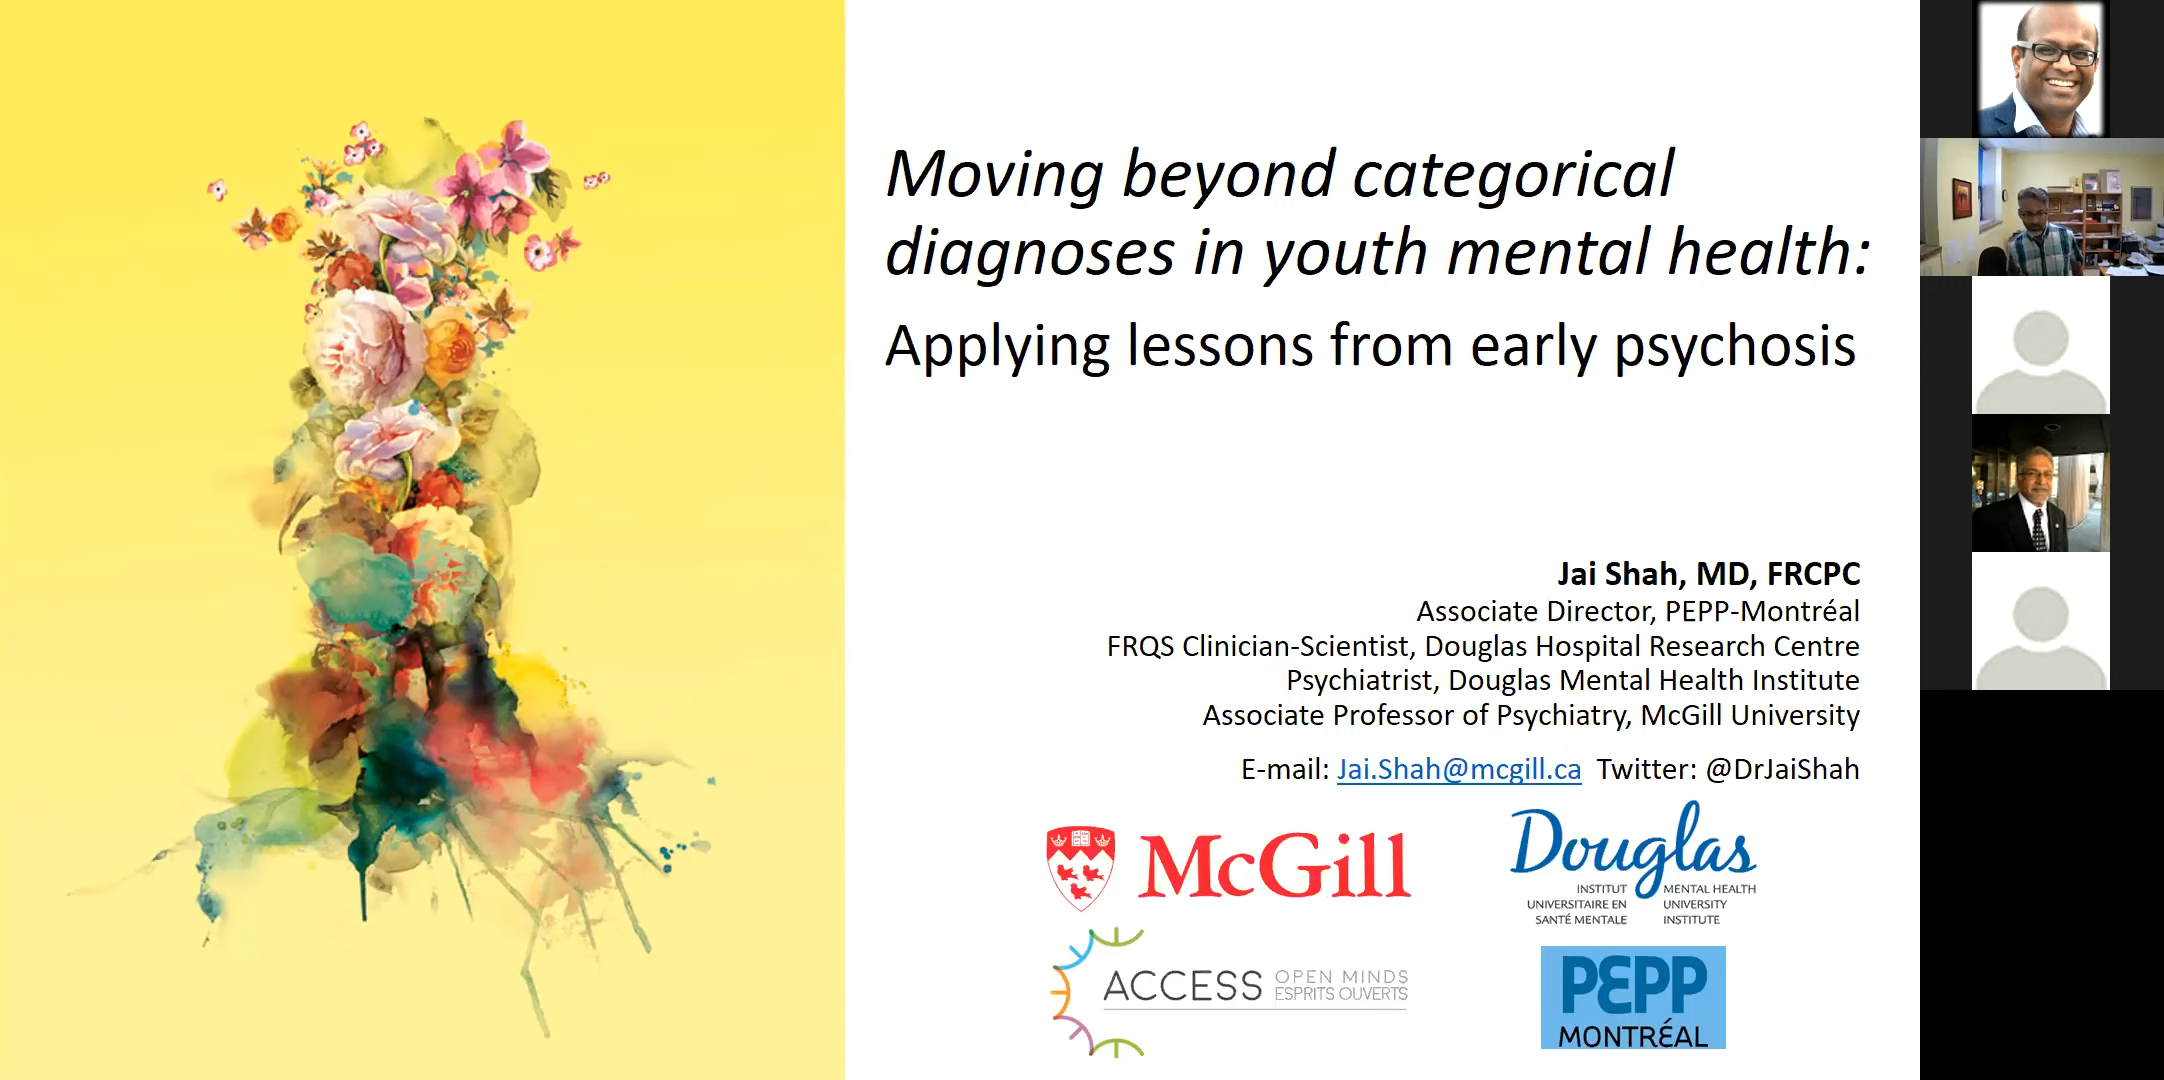 Moving beyond categorical
diagnoses in youth mental health:
Applying lessons from early psychosis
Jai Shah, MD, FRCPC
Associate Director, PEPP-Montréal
FRQS Clinician-Scientist, Douglas Hospital Research Centre
Psychiatrist, Douglas Mental Health Institute
Associate Professor of Psychiatry, McGill University
E-mail: Jai.Shah@mcgill.ca Twitter: @DrJaiShah
McGill
Douglas
INSTITUT
UNIVERSITAIRE EN
SANTÉ MENTALE
MENTAL HEALTH
UNIVERSITY
INSTITUTE
ACCESS
OPEN MINDS
ESPRITS OUVERTS
PEPP
MONTRÉAL